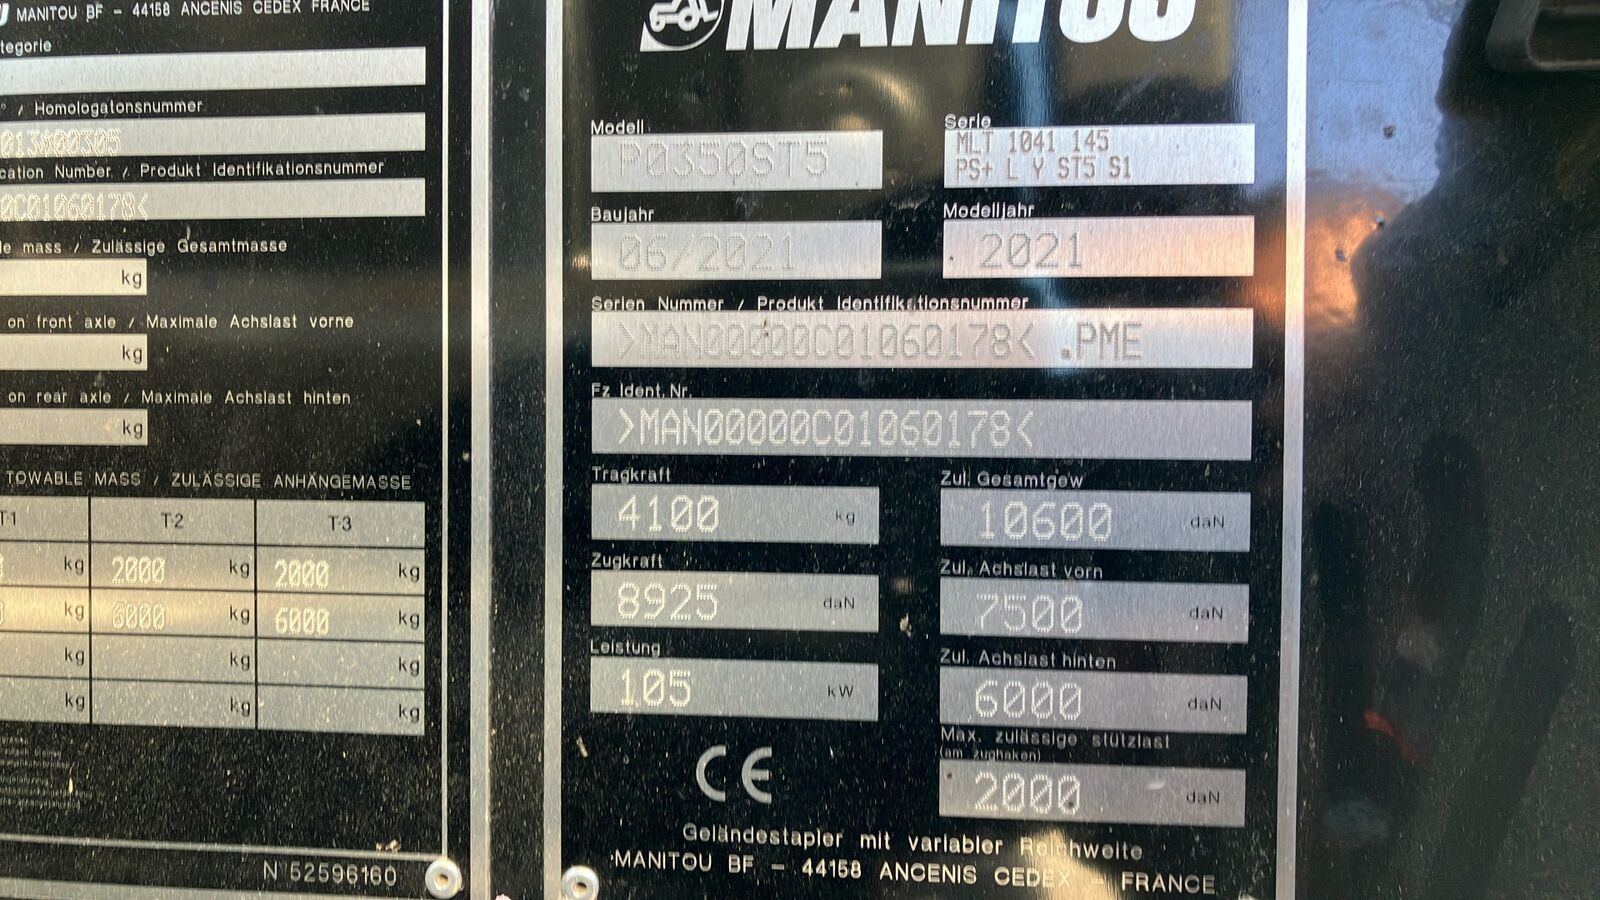 MANITOU BF - 44158 ANCENIS CEDEX FRANCE
tegorie
° / Homologatonsnummer
013M00305
cation Number / Produkt Identifikationsnummer
0C01060178<
le mass / Zulässige Gesamtmasse
kg
on front axle / Maximale Achslast vorne
kg
on rear axle / Maximale Achslast hinten
kg
TOWABLE MASS / ZULÄSSIGE ANHÄNGEMASSE
T-1 T-2 T-3
kg 2000 kg 2000 kg
kg 6000 kg 6000 kg
kg kg kg
kg kg kg
N°52596160
MANITOU
Modell Serie
P0350ST5 MLT 1041 145
PS+ L Y ST5 S1
Baujahr Modelljahr
06/2021 2021
Serien Nummer / Produkt Identifikationsnummer
>MAN00000C01060178< .PME
Fz Ident. Nr.
>MAN00000C01060178<
Tragkraft Zul. Gesamtgew
4100 kg 10600 daN
Zugkraft Zul. Achslast vorn
8925 daN 7500 daN
Leistung Zul. Achslast hinten
105 kW 6000 daN
Max. zulässige stützlast
(am zughaken)
2000 daN
CE
Geländestapler mit variabler Reichweite
MANITOU BF - 44158 ANCENIS CEDEX - FRANCE